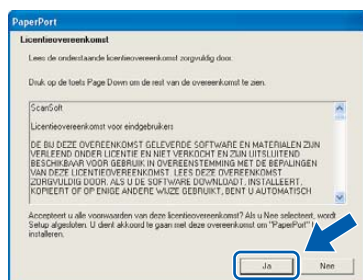 PaperPort
Licentieovereenkomst
Lees de onderstaande licentieovereenkomst zorgvuldig door.
Druk op de toets Page Down om de rest van de overeenkomst te zien.
ScanSoft
Licentieovereenkomst voor eindgebruikers
DE BIJ DEZE OVEREENKOMST GELEVERDE SOFTWARE EN MATERIALEN ZIJN
VERLEEND ONDER LICENTIE EN NIET VERKOCHT EN ZIJN UITSLUITEND
BESCHIKBAAR VOOR GEBRUIK IN OVEREENSTEMMING MET DE BEPALINGEN
VAN DEZE LICENTIEOVEREENKOMST. LEES DEZE OVEREENKOMST
ZORGVULDIG DOOR. ALS U DE SOFTWARE DOWNLOADT, INSTALLEERT,
KOPIEERT OF OP ENIGE ANDERE WIJZE GEBRUIKT, BENT U AUTOMATISCH
Accepteert u alle voorwaarden van deze licentieovereenkomst? Als u Nee selecteert, wordt
Setup afgesloten. U dient akkoord te gaan met deze overeenkomst om "PaperPort" te
installeren.
Ja
Nee